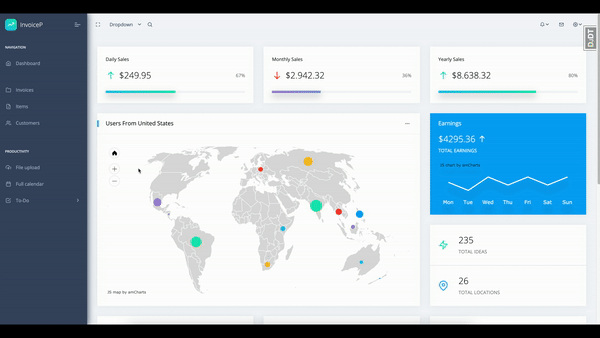 InvoiceP
Dropdown
NAVIGATION
Dashboard
Invoices
Items
Customers
PRODUCTIVITY
File upload
Full calendar
To-Do
Daily Sales
$249.95
67%
Monthly Sales
$2.942.32
36%
Yearly Sales
$8.638.32
80%
Users From United States
JS map by amCharts
Earnings
$4295.36
TOTAL EARNINGS
JS chart by amCharts
Mon Tue Wed Thu Fri Sat Sun
235
TOTAL IDEAS
26
TOTAL LOCATIONS
DJDT